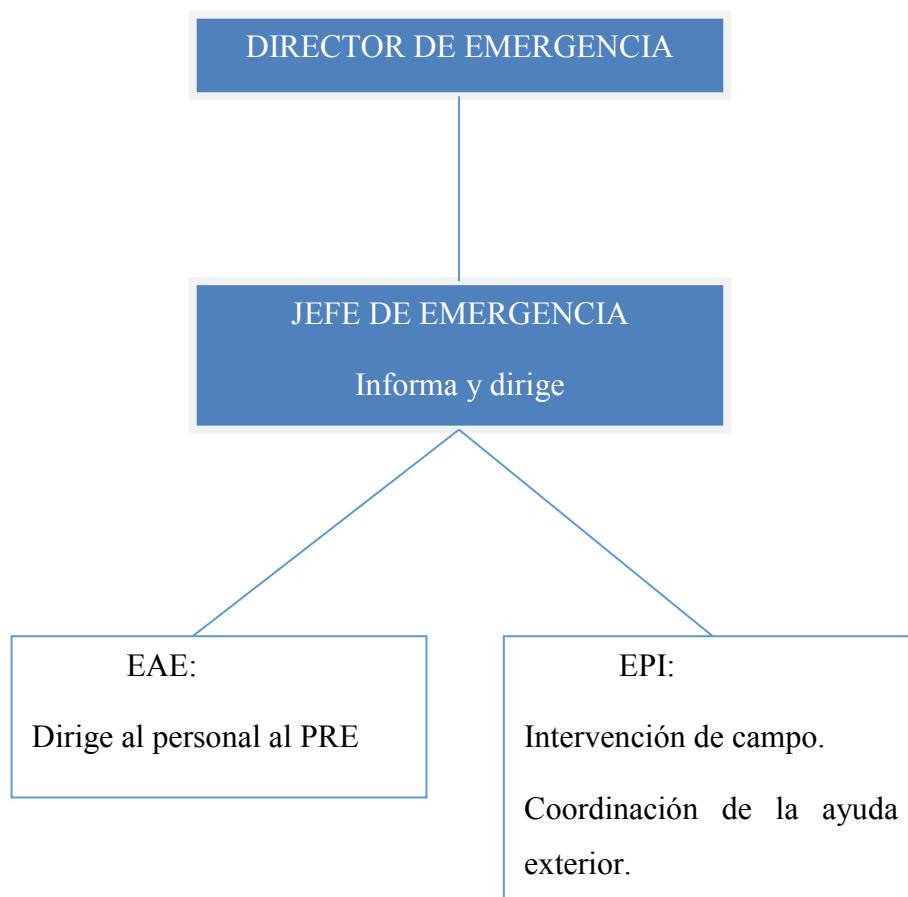 DIRECTOR DE EMERGENCIA
JEFE DE EMERGENCIA
Informa y dirige
EAE:
Dirige al personal al PRE
EPI:
Intervención de campo.
Coordinación de la ayuda
exterior.